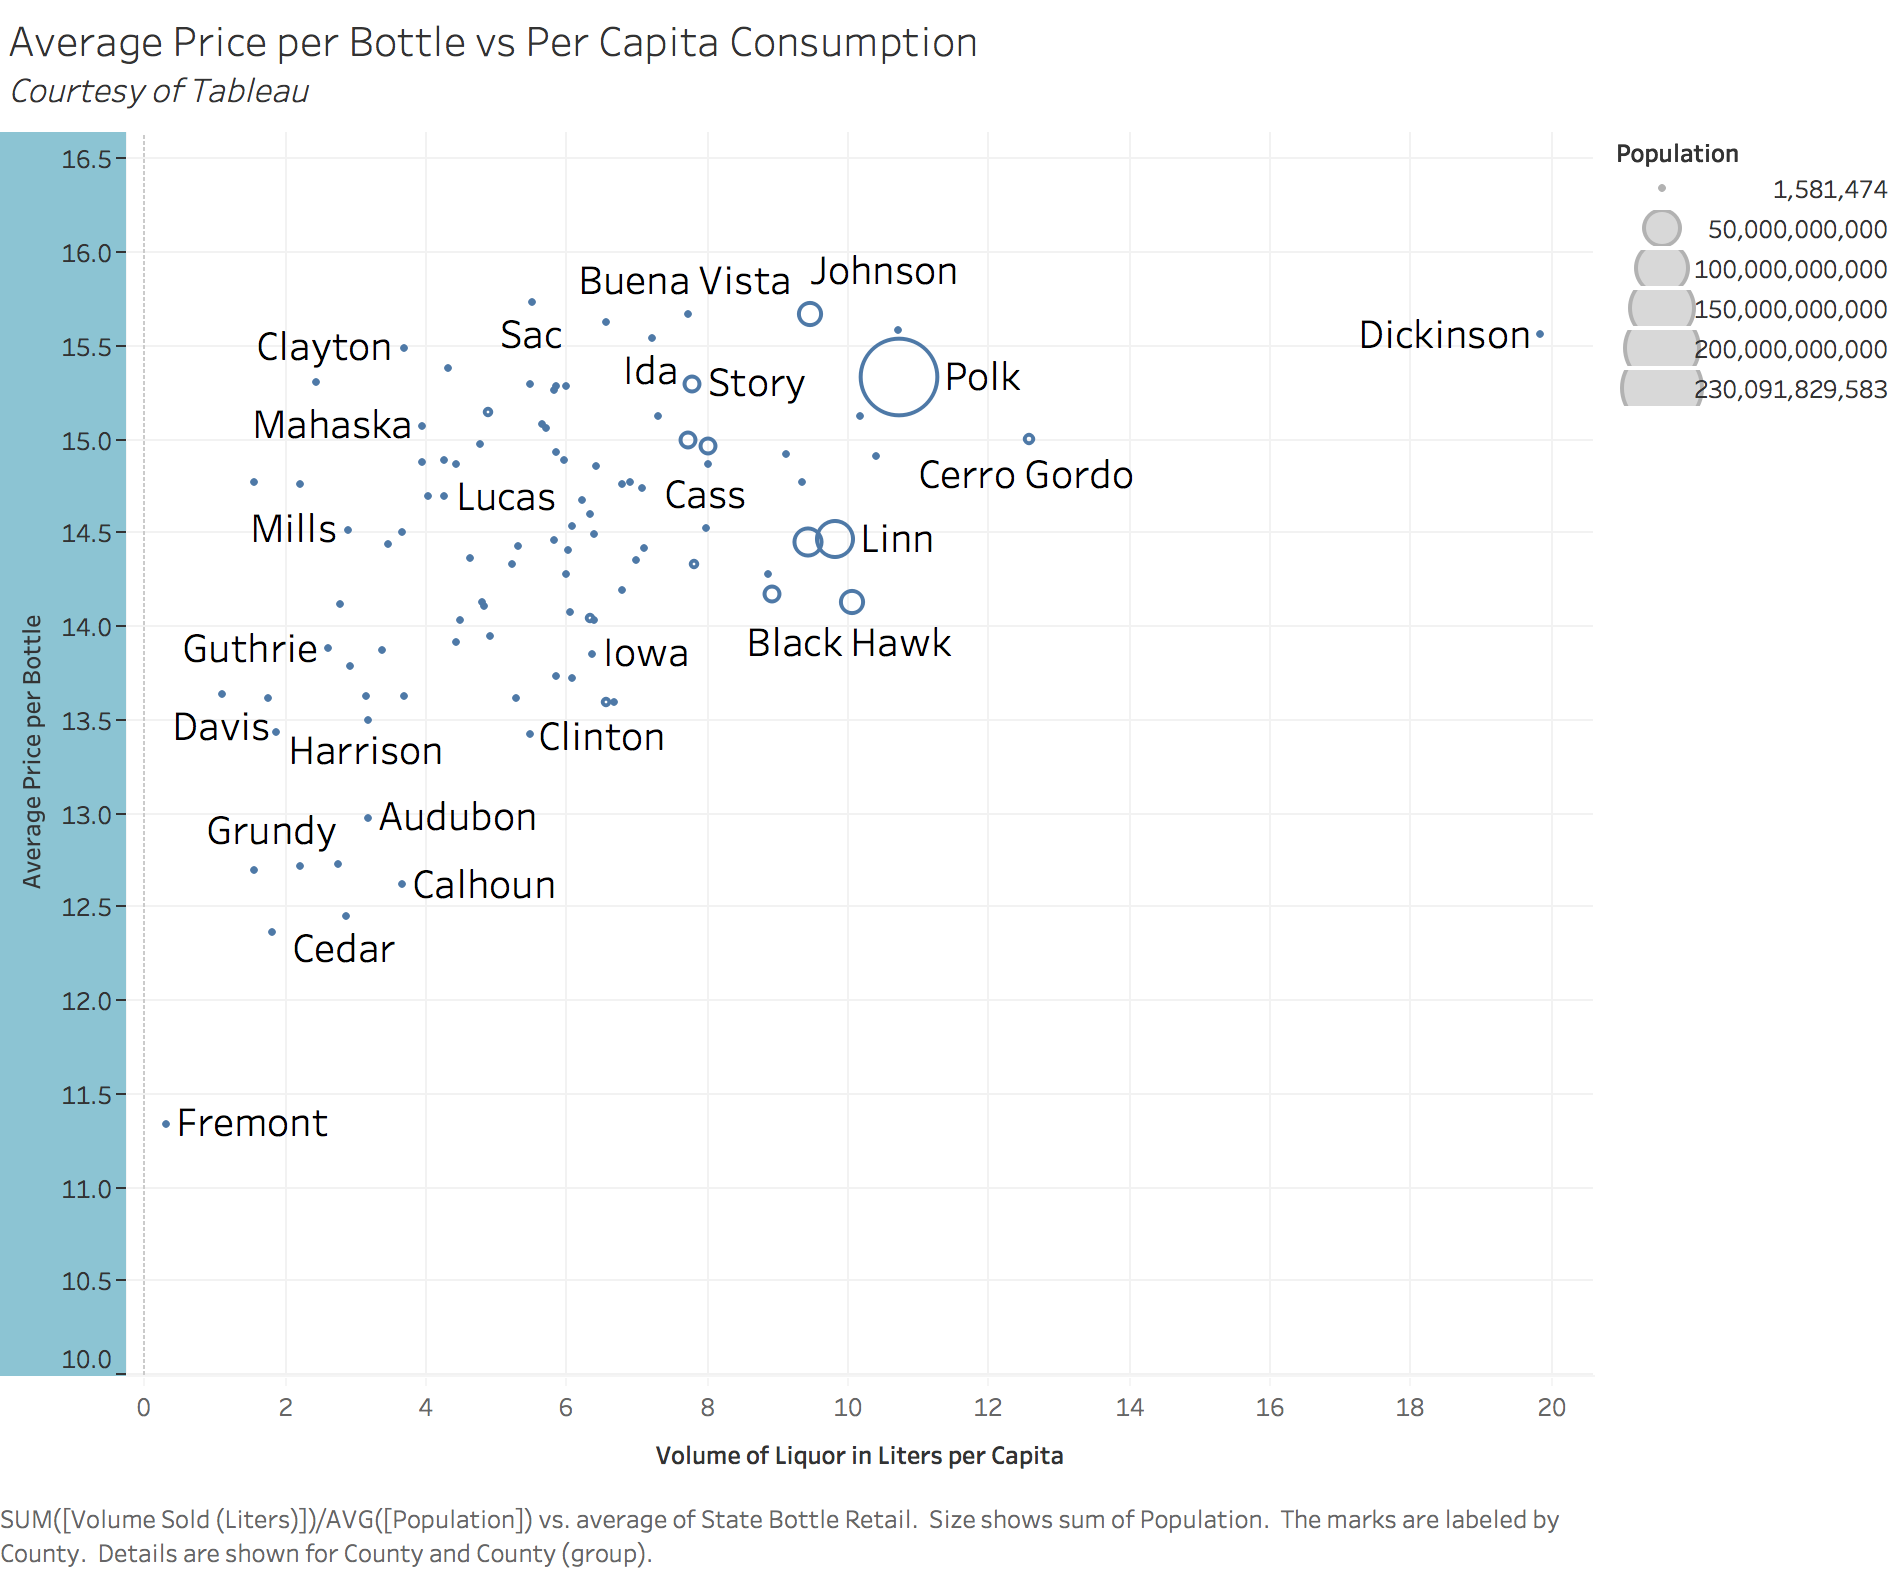 Average Price per Bottle vs Per Capita Consumption
Courtesy of Tableau
Population
1,581,474
50,000,000,000
100,000,000,000
150,000,000,000
200,000,000,000
230,091,829,583
Average Price per Bottle
16.5
16.0
15.5
15.0
14.5
14.0
13.5
13.0
12.5
12.0
11.5
11.0
10.5
10.0
Buena Vista
Johnson
Sac
Clayton
Dickinson
Ida
Story
Polk
Mahaska
Cerro Gordo
Lucas
Cass
Mills
Linn
Guthrie
Iowa
Black Hawk
Davis
Harrison
Clinton
Audubon
Grundy
Calhoun
Cedar
Fremont
0 2 4 6 8 10 12 14 16 18 20
Volume of Liquor in Liters per Capita
SUM([Volume Sold (Liters)])/AVG([Population]) vs. average of State Bottle Retail.  Size shows sum of Population.  The marks are labeled by
County.  Details are shown for County and County (group).